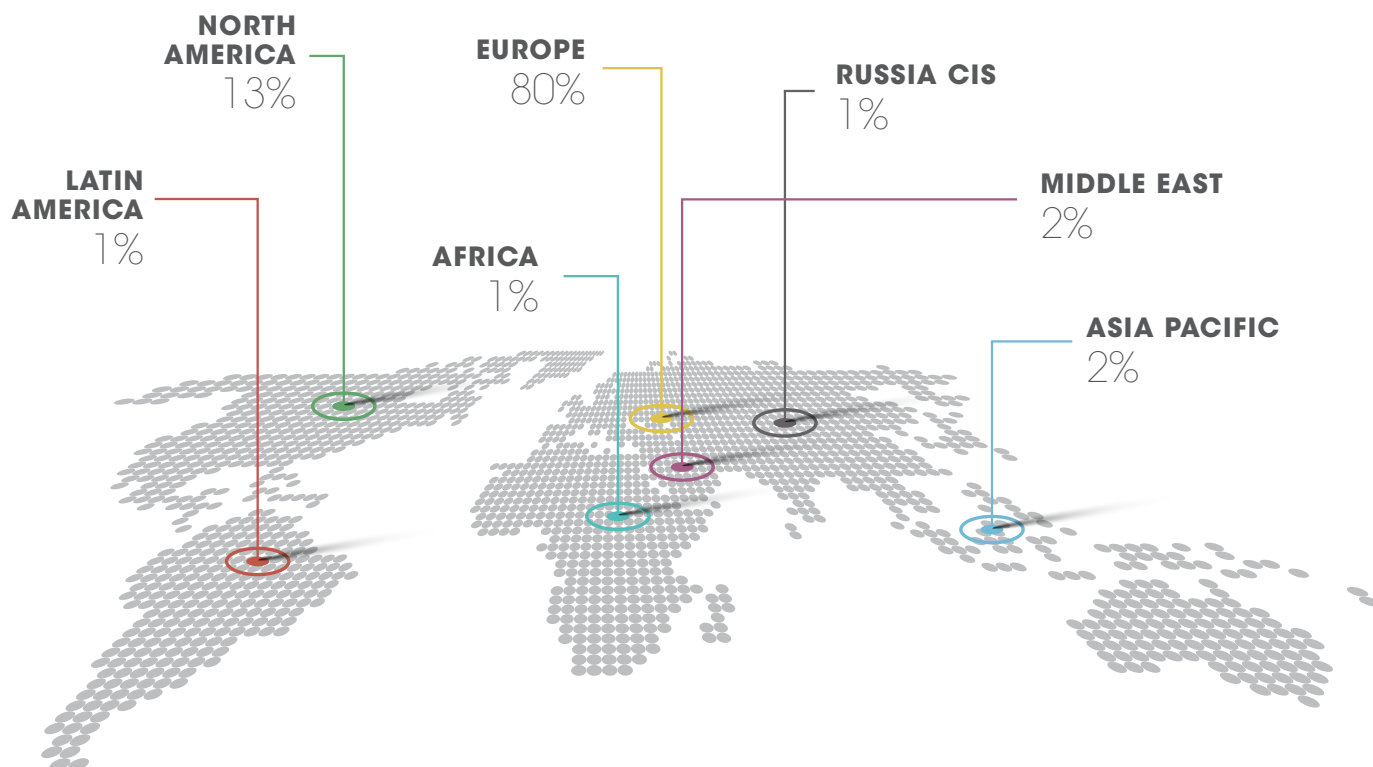 NORTH
AMERICA
13%
EUROPE
80%
RUSSIA CIS
1%
LATIN
AMERICA
1%
MIDDLE EAST
2%
AFRICA
1%
ASIA PACIFIC
2%